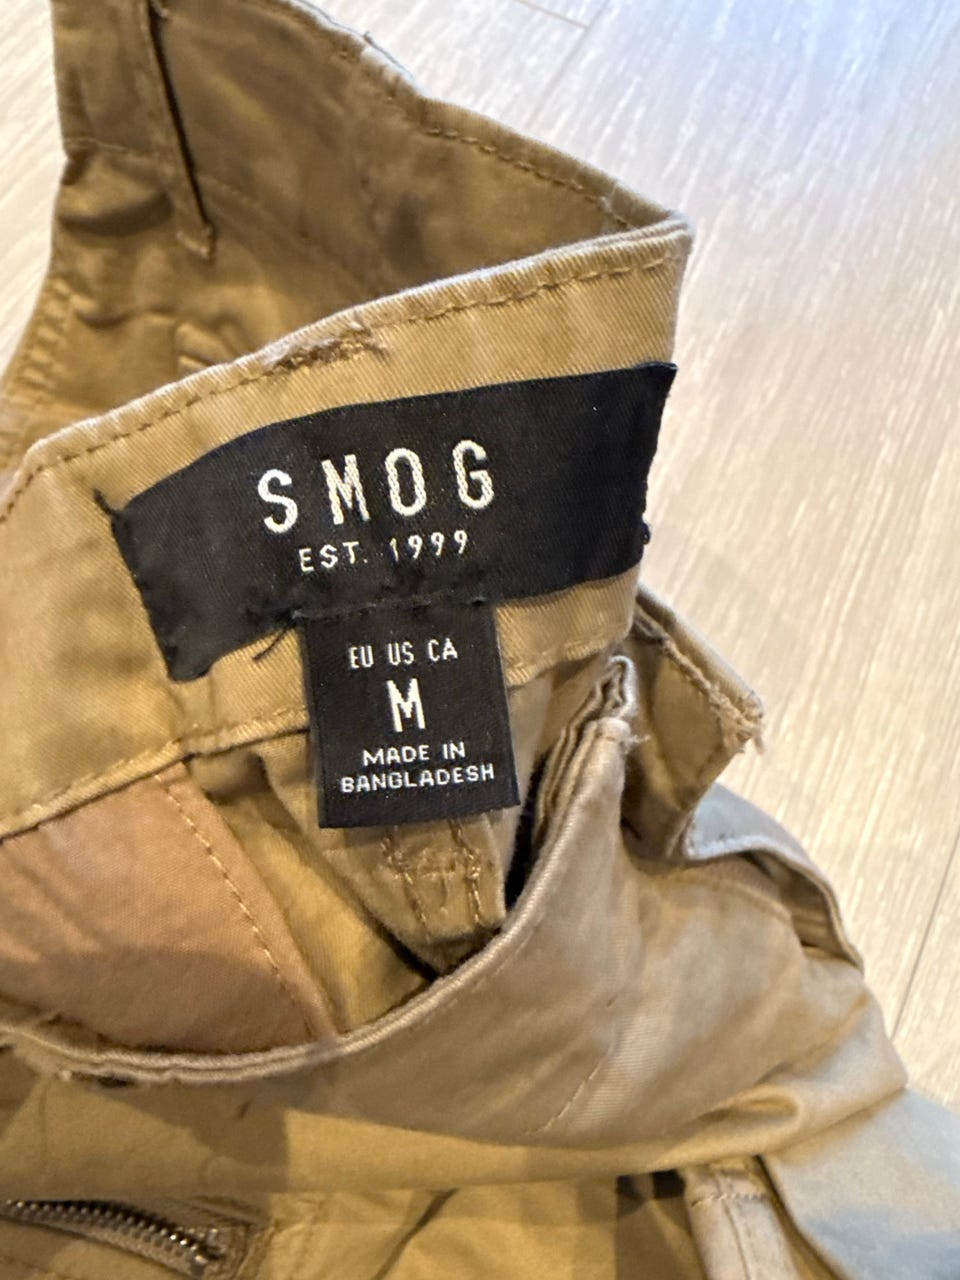 SMOG
EST. 1999
EU US CA
M
MADE IN
BANGLADESH